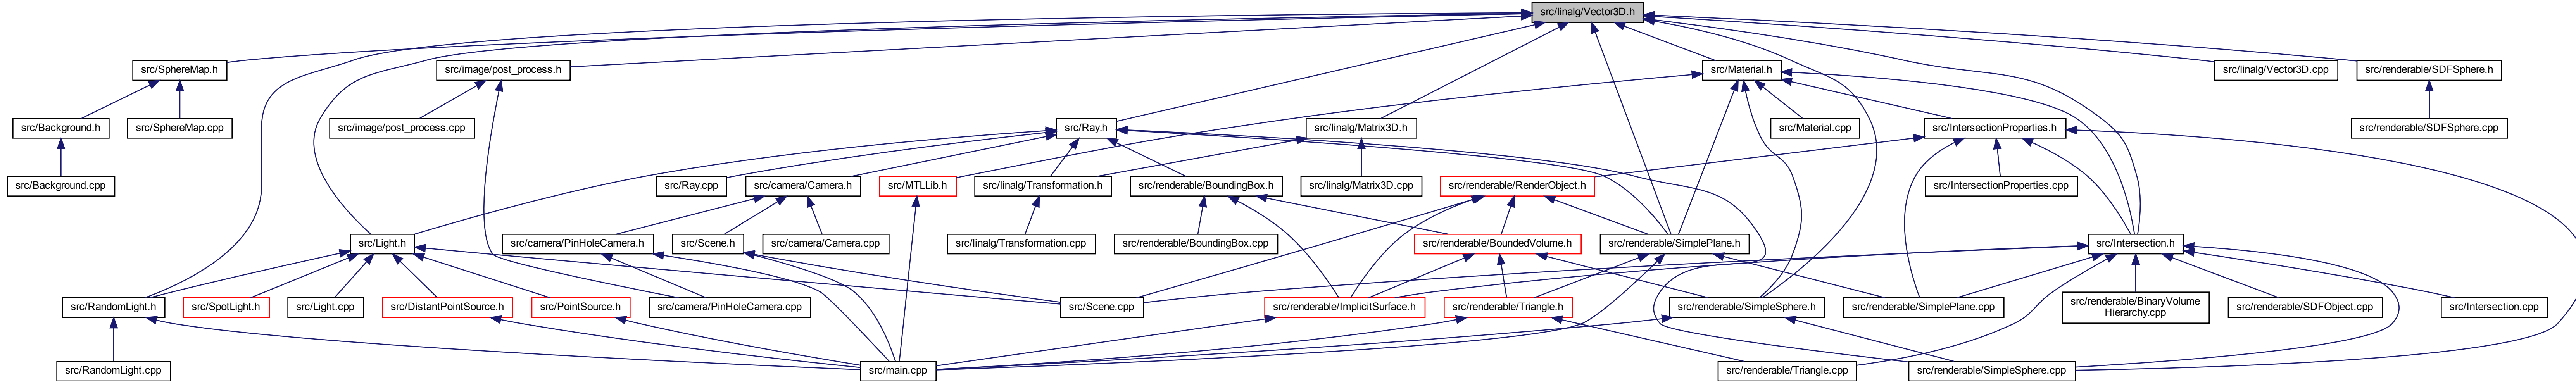 src/linalg/Vector3D.h
src/SphereMap.h
src/image/post_process.h
src/Material.h
src/linalg/Vector3D.cpp
src/renderable/SDFSphere.h
src/Background.h
src/SphereMap.cpp
src/image/post_process.cpp
src/Ray.h
src/linalg/Matrix3D.h
src/Material.cpp
src/IntersectionProperties.h
src/renderable/SDFSphere.cpp
src/Background.cpp
src/Ray.cpp
src/camera/Camera.h
src/MTLLib.h
src/linalg/Transformation.h
src/renderable/BoundingBox.h
src/linalg/Matrix3D.cpp
src/renderable/RenderObject.h
src/IntersectionProperties.cpp
src/Light.h
src/camera/PinHoleCamera.h
src/Scene.h
src/camera/Camera.cpp
src/linalg/Transformation.cpp
src/renderable/BoundingBox.cpp
src/renderable/BoundedVolume.h
src/renderable/SimplePlane.h
src/Intersection.h
src/RandomLight.h
src/SpotLight.h
src/Light.cpp
src/DistantPointSource.h
src/PointSource.h
src/camera/PinHoleCamera.cpp
src/Scene.cpp
src/renderable/ImplicitSurface.h
src/renderable/Triangle.h
src/renderable/SimpleSphere.h
src/renderable/SimplePlane.cpp
src/renderable/BinaryVolume
Hierarchy.cpp
src/renderable/SDFObject.cpp
src/Intersection.cpp
src/RandomLight.cpp
src/main.cpp
src/renderable/Triangle.cpp
src/renderable/SimpleSphere.cpp